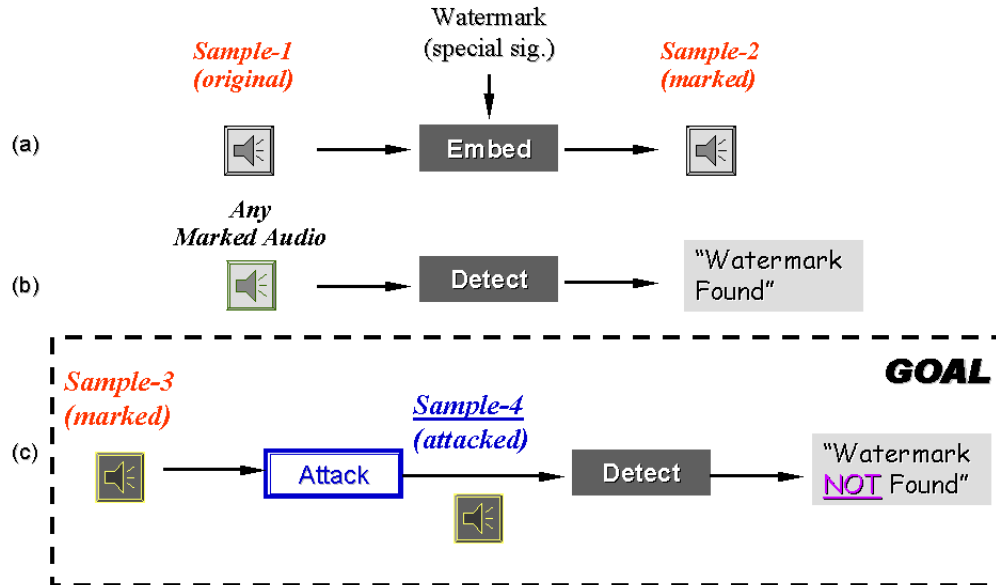 Watermark
(special sig.)
Sample-1
(original)
Sample-2
(marked)
(a)
Embed
Any
Marked Audio
(b)
Detect
“Watermark
Found”
GOAL
Sample-3
(marked)
Sample-4
(attacked)
(c)
Attack
Detect
“Watermark
NOT Found”